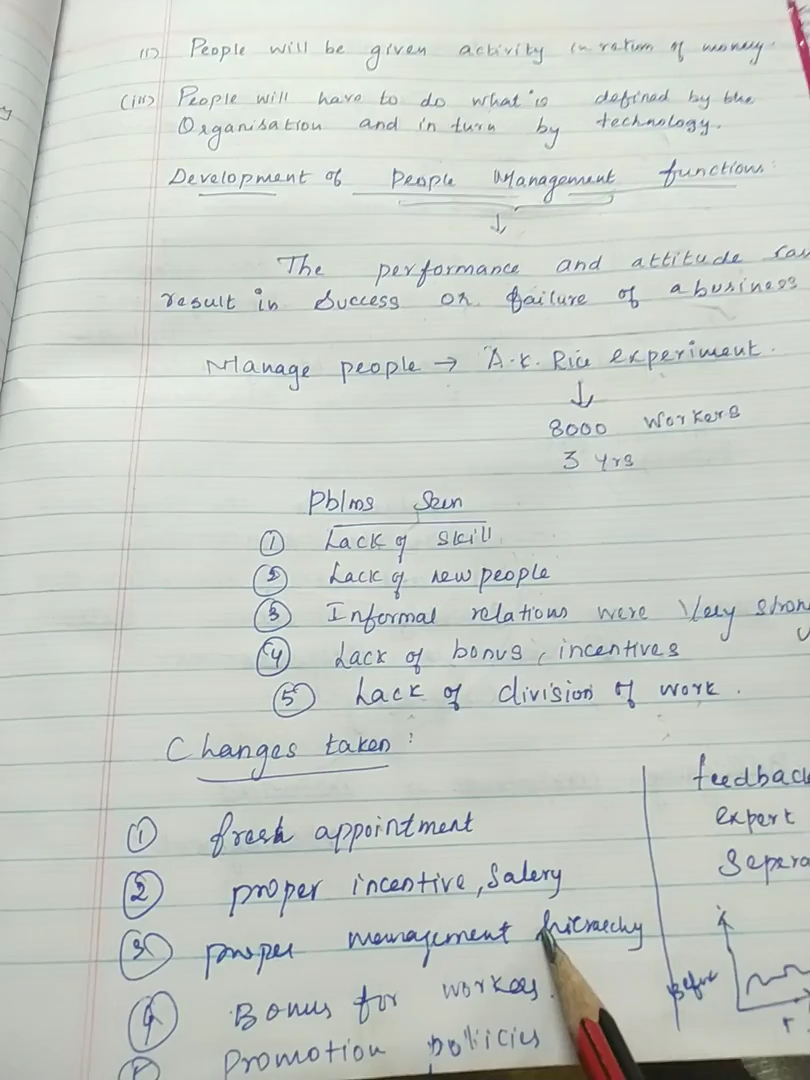 (ii) People will be given activity in return of money.
(iii) People will have to do what is defined by the
Organisation and in turn by technology.
Development of People Management functions:
↓
The performance and attitude can
result in success or failure of a business
Manage people → A.K. Rice experiment.
↓
8000 workers
3 yrs
Pblms Seen
① Lack of skill
② Lack of new people
③ Informal relations were very strong
④ Lack of bonus, incentives
⑤ Lack of division of work.
Changes taken:
① fresh appointment
② proper incentive, Salery
③ proper management hierarchy
④ Bonus for workers.
⑤ Promotion policies
feedback
expert
Separa
Before